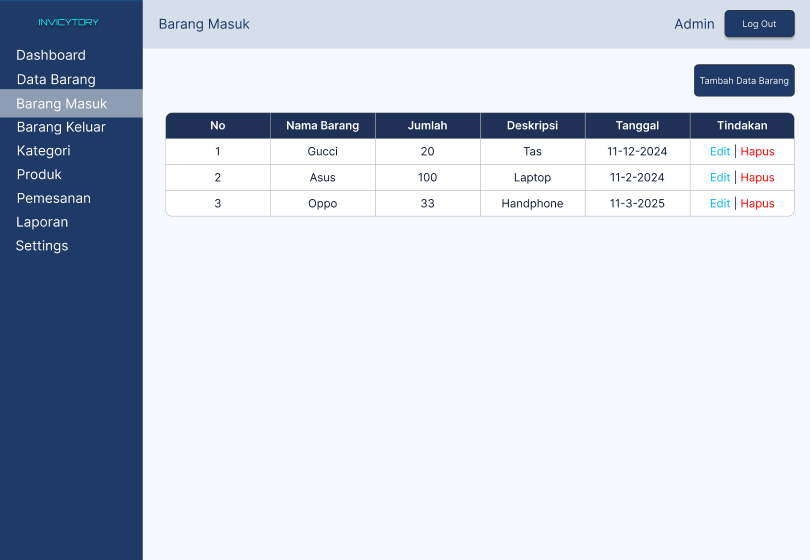 INVICYTORY
Dashboard
Data Barang
Barang Masuk
Barang Keluar
Kategori
Produk
Pemesanan
Laporan
Settings
Barang Masuk
Admin
Log Out
Tambah Data Barang
No Nama Barang Jumlah Deskripsi Tanggal Tindakan
1 Gucci 20 Tas 11-12-2024 Edit | Hapus
2 Asus 100 Laptop 11-2-2024 Edit | Hapus
3 Oppo 33 Handphone 11-3-2025 Edit | Hapus